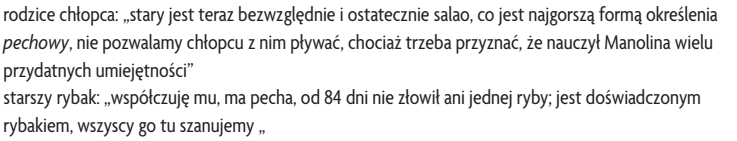 rodzice chłopca: „stary jest teraz bezwzględnie i ostatecznie salao, co jest najgorszą formą określenia
pechowy, nie pozwalamy chłopcu z nim pływać, chociaż trzeba przyznać, że nauczył Manolina wielu
przydatnych umiejętności”
starszy rybak: „współczuję mu, ma pecha, od 84 dni nie złowił ani jednej ryby; jest doświadczonym
rybakiem, wszyscy go tu szanujemy „